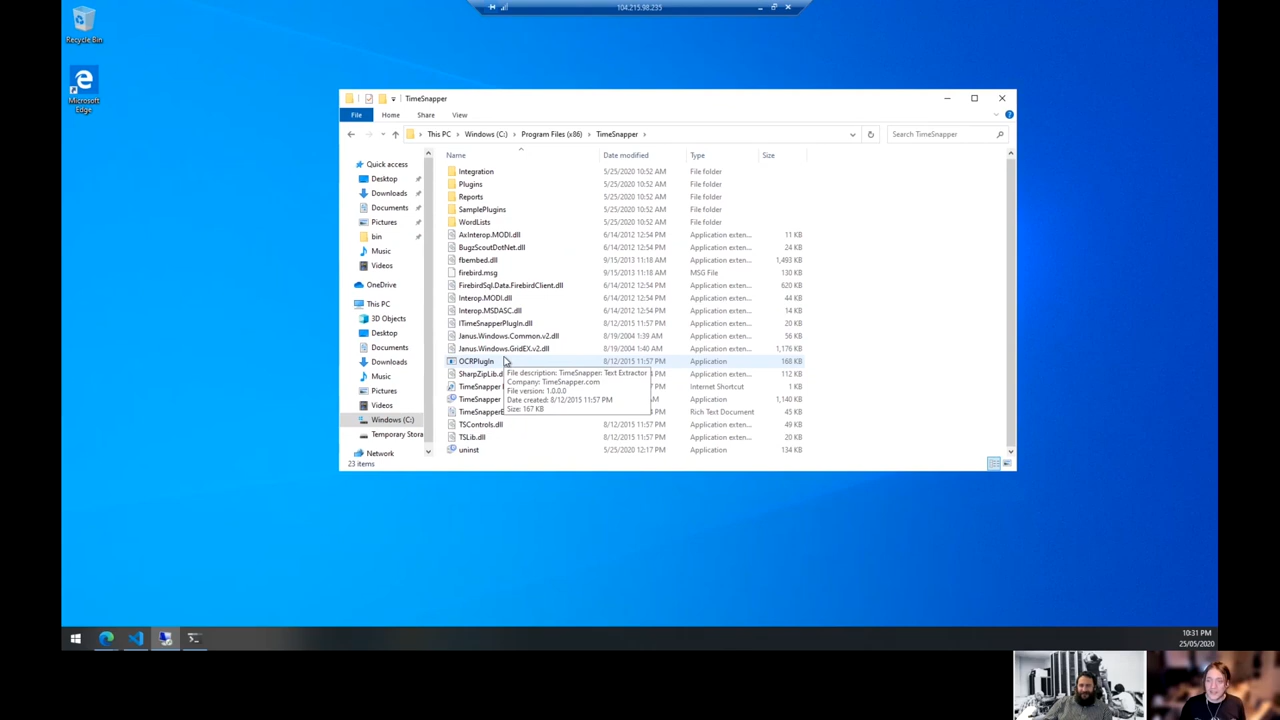 104.215.98.235
Recycle Bin
Microsoft
Edge
TimeSnapper
File Home Share View
This PC Windows (C:) Program Files (x86) TimeSnapper
Search TimeSnapper
Name Date modified Type Size
Quick access
Desktop
Downloads
Documents
Pictures
bin
Music
Videos
OneDrive
This PC
3D Objects
Desktop
Documents
Downloads
Music
Pictures
Videos
Windows (C:)
Temporary Stora
Network
Integration 5/25/2020 10:52 AM File folder
Plugins 5/25/2020 10:52 AM File folder
Reports 5/25/2020 10:52 AM File folder
SamplePlugins 5/25/2020 10:52 AM File folder
WordLists 5/25/2020 10:52 AM File folder
AxInterop.MODI.dll 6/14/2012 12:54 PM Application exten... 11 KB
BugzScoutDotNet.dll 6/14/2012 12:54 PM Application exten... 24 KB
fbembed.dll 9/15/2013 11:18 AM Application exten... 1,493 KB
firebird.msg 9/15/2013 11:18 AM MSG File 130 KB
FirebirdSql.Data.FirebirdClient.dll 6/14/2012 12:54 PM Application exten... 620 KB
Interop.MODI.dll 6/14/2012 12:54 PM Application exten... 44 KB
Interop.MSDASC.dll 6/14/2012 12:54 PM Application exten... 14 KB
ITimeSnapperPlugIn.dll 8/12/2015 11:57 PM Application exten... 20 KB
Janus.Windows.Common.v2.dll 8/19/2004 1:39 AM Application exten... 56 KB
Janus.Windows.GridEX.v2.dll 8/19/2004 1:40 AM Application exten... 1,176 KB
OCRPlugIn 8/12/2015 11:57 PM Application 168 KB
SharpZipLib.d PM Application exten... 112 KB
TimeSnapper PM Internet Shortcut 1 KB
TimeSnapper PM Application 1,140 KB
PM Rich Text Document 45 KB
TSControls.dll 8/12/2015 11:57 PM Application exten... 49 KB
TSLib.dll 8/12/2015 11:57 PM Application exten... 20 KB
uninst 5/25/2020 12:17 PM Application 134 KB
File description: TimeSnapper: Text Extractor
Company: TimeSnapper.com
File version: 1.0.0.0
Date created: 8/12/2015 11:57 PM
Size: 167 KB
23 items
10:31 PM
25/05/2020